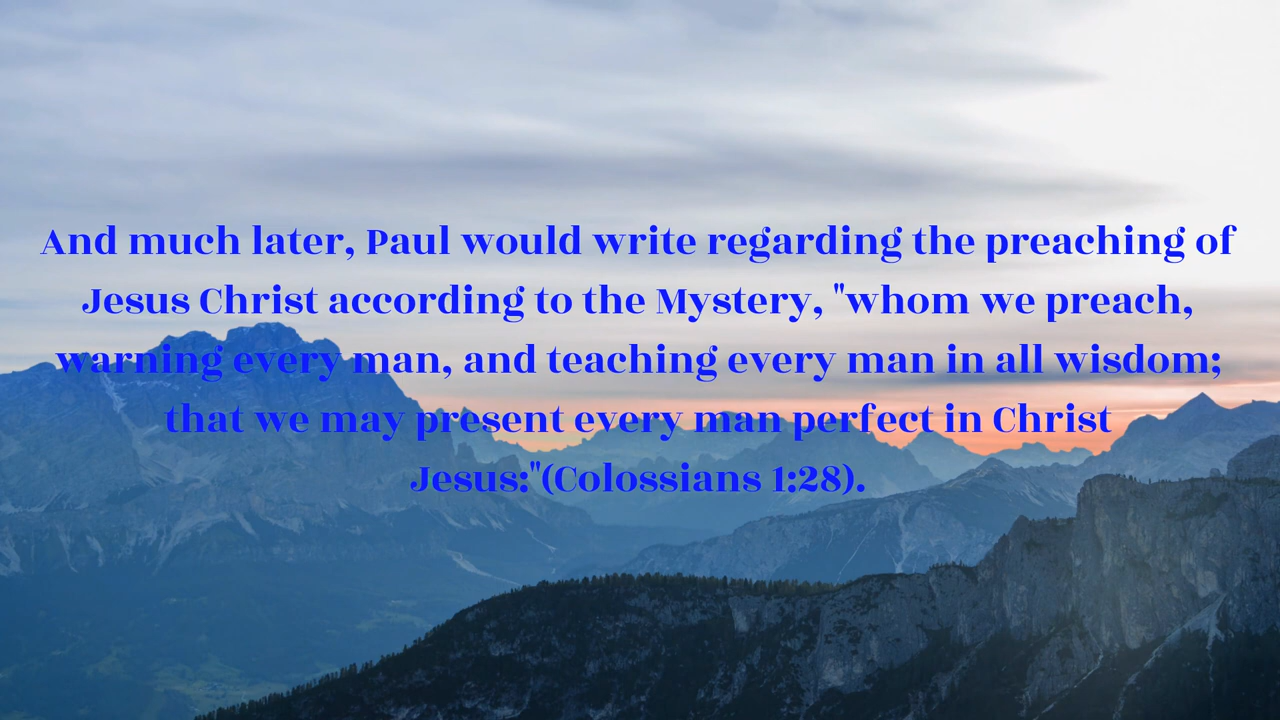 And much later, Paul would write regarding the preaching of
Jesus Christ according to the Mystery, "whom we preach,
warning every man, and teaching every man in all wisdom;
that we may present every man perfect in Christ
Jesus:"(Colossians 1:28).